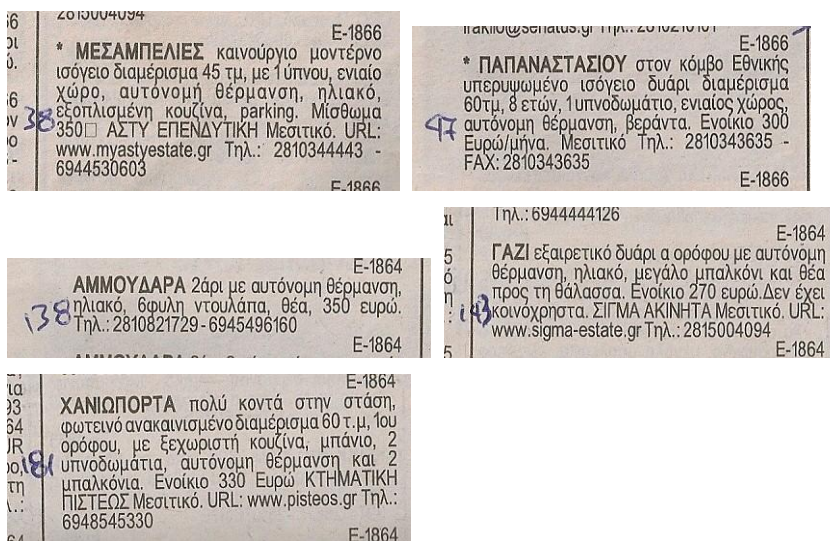 2815004094
E-1866
* ΜΕΣΑΜΠΕΛΙΕΣ καινούργιο μοντέρνο
ισόγειο διαμέρισμα 45 τμ, με 1 ύπνου, ενιαίο
χώρο, αυτονόμη θέρμανση, ηλιακό,
38
εξοπλισμένη κουζίνα, parking. Μίσθωμα
350□ ΑΣΤΥ ΕΠΕΝΔΥΤΙΚΗ Μεσιτικό. URL:
www.myastyestate.gr Τηλ.: 2810344443 -
6944530603
E-1866
E-1866
* ΠΑΠΑΝΑΣΤΑΣΙΟΥ στον κόμβο Εθνικής
υπερυψωμένο ισόγειο δυάρι διαμέρισμα
60τμ, 8 ετών, 1 υπνοδωμάτιο, ενιαίος χώρος,
47
αυτόνομη θέρμανση, βεράντα. Ενοίκιο 300
Ευρώ/μήνα. Μεσιτικό Τηλ.: 2810343635 -
FAX: 2810343635
E-1866
E-1864
ΑΜΜΟΥΔΑΡΑ 2άρι με αυτόνομη θέρμανση,
138
ηλιακό, 6φυλη ντουλάπα, θέα, 350 ευρώ.
Τηλ.: 2810821729 - 6945496160
E-1864
Τηλ.: 6944444126
E-1864
ΓΑΖΙ εξαιρετικό δυάρι α ορόφου με αυτόνομη
θέρμανση, ηλιακό, μεγάλο μπαλκόνι και θέα
προς τη θάλασσα. Ενοίκιο 270 ευρώ.Δεν έχει
143
κοινόχρηστα. ΣΙΓΜΑ ΑΚΙΝΗΤΑ Μεσιτικό. URL:
www.sigma-estate.gr Τηλ.: 2815004094
E-1864
E-1864
ΧΑΝΙΩΠΟΡΤΑ πολύ κοντά στην στάση,
φωτεινό ανακαινισμένο διαμέρισμα 60 τ.μ, 1ου
ορόφου, με ξεχωριστή κουζίνα, μπάνιο, 2
181
υπνοδωμάτια, αυτόνομη θέρμανση και 2
μπαλκόνια. Ενοίκιο 330 Ευρώ ΚΤΗΜΑΤΙΚΗ
ΠΙΣΤΕΩΣ Μεσιτικό. URL: www.pisteos.gr Τηλ.:
6948545330
E-1864